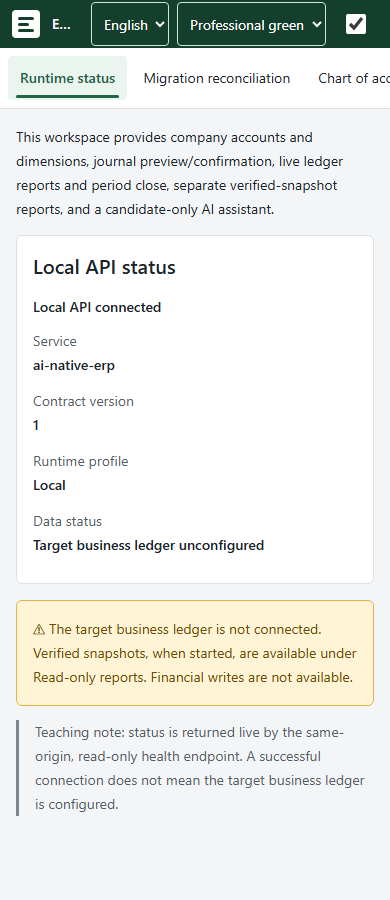 E...
English
Professional green
Runtime status
Migration reconciliation
Chart of acc
This workspace provides company accounts and
dimensions, journal preview/confirmation, live ledger
reports and period close, separate verified-snapshot
reports, and a candidate-only AI assistant.
Local API status
Local API connected
Service
ai-native-erp
Contract version
1
Runtime profile
Local
Data status
Target business ledger unconfigured
⚠ The target business ledger is not connected.
Verified snapshots, when started, are available under
Read-only reports. Financial writes are not available.
Teaching note: status is returned live by the same-
origin, read-only health endpoint. A successful
connection does not mean the target business ledger
is configured.